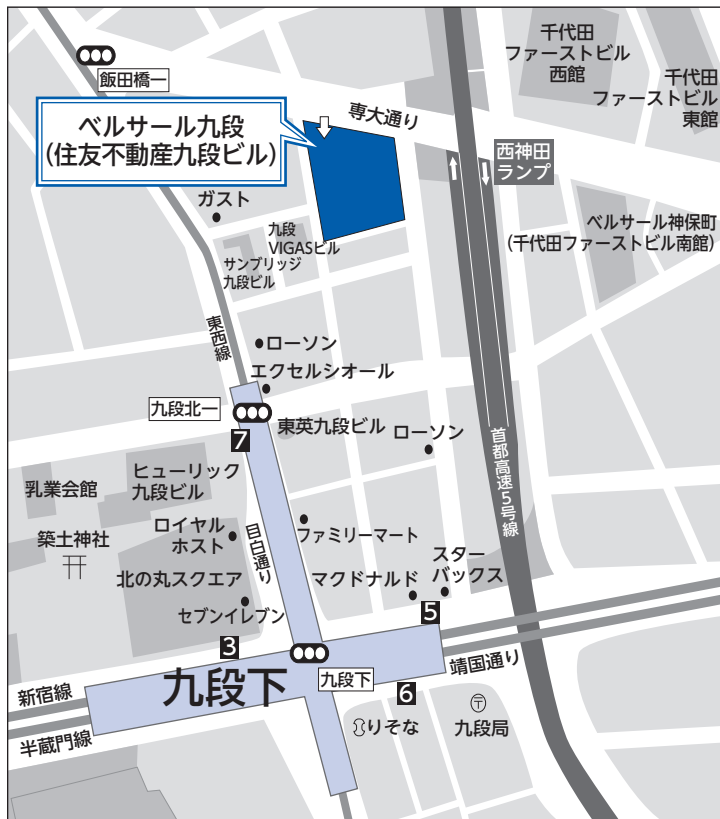 千代田
ファーストビル
西館
飯田橋一
千代田
ファーストビル
東館
専大通り
ベルサール九段
(住友不動産九段ビル)
西神田
ランプ
ガスト
九段
VIGASビル
サンブリッジ
九段ビル
ベルサール神保町
(千代田ファーストビル南館)
東西線
ローソン
エクセルシオール
九段北一
東英九段ビル
ローソン
7
首都高速5号線
乳業会館
ヒューリック
九段ビル
築土神社
ロイヤル
ホスト
目白通り
ファミリーマート
スター
バックス
北の丸スクエア
マクドナルド
セブンイレブン
5
3
九段下
九段下
靖国通り
新宿線
6
半蔵門線
りそな
〒
九段局